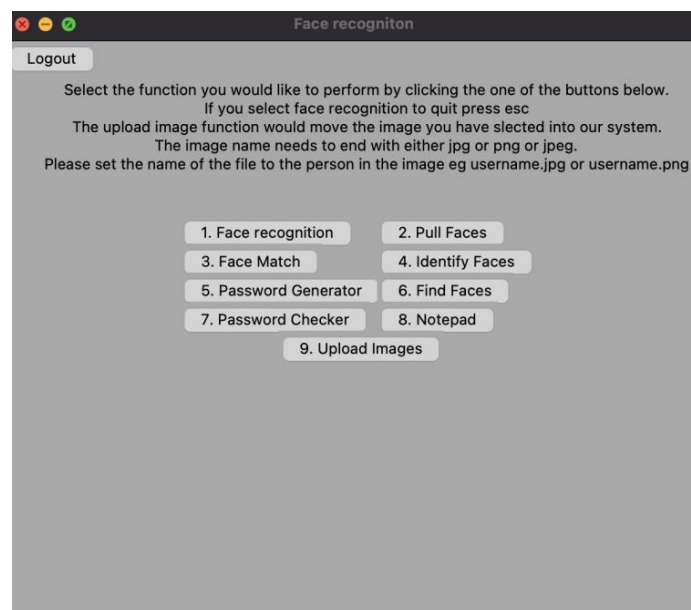 Face recogniton
Logout
Select the function you would like to perform by clicking the one of the buttons below.
If you select face recognition to quit press esc
The upload image function would move the image you have slected into our system.
The image name needs to end with either jpg or png or jpeg.
Please set the name of the file to the person in the image eg username.jpg or username.png
1. Face recognition
2. Pull Faces
3. Face Match
4. Identify Faces
5. Password Generator
6. Find Faces
7. Password Checker
8. Notepad
9. Upload Images